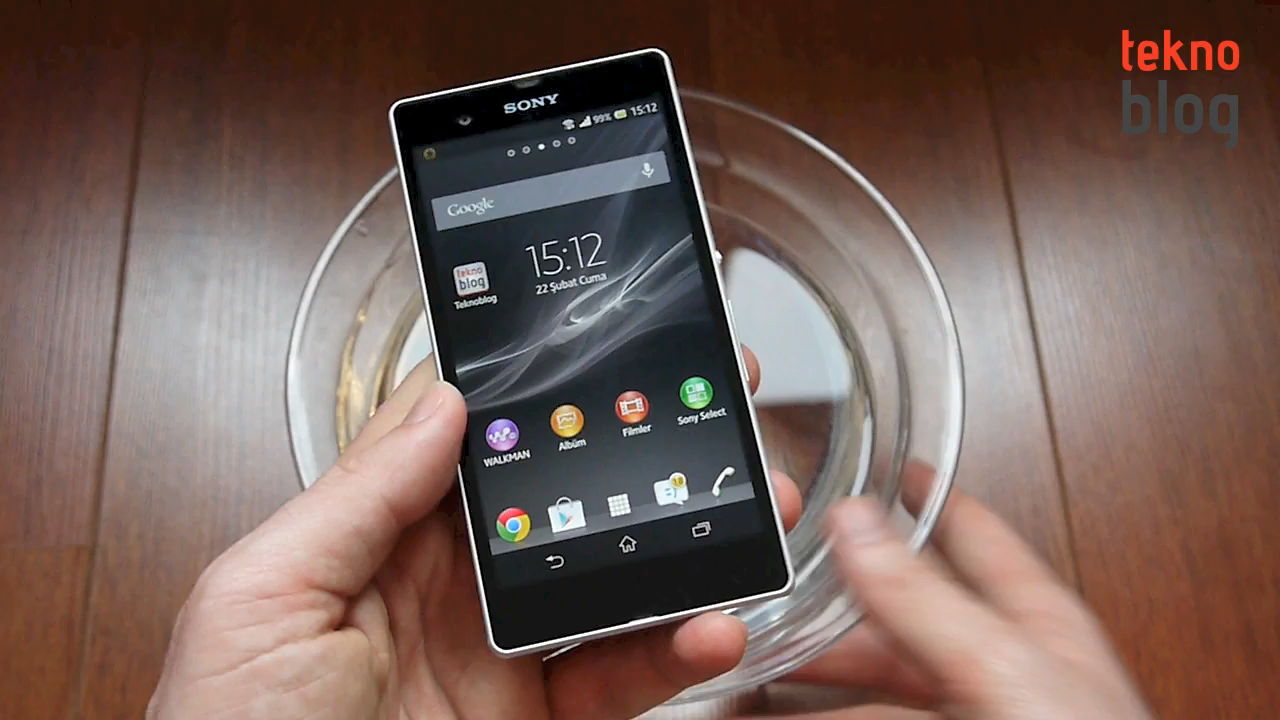 tekno
blog
SONY
99% 15:12
Google
15:12
22 Şubat Cuma
tekno
blog
Teknoblog
WALKMAN
Albüm
Filmler
Sony Select
18